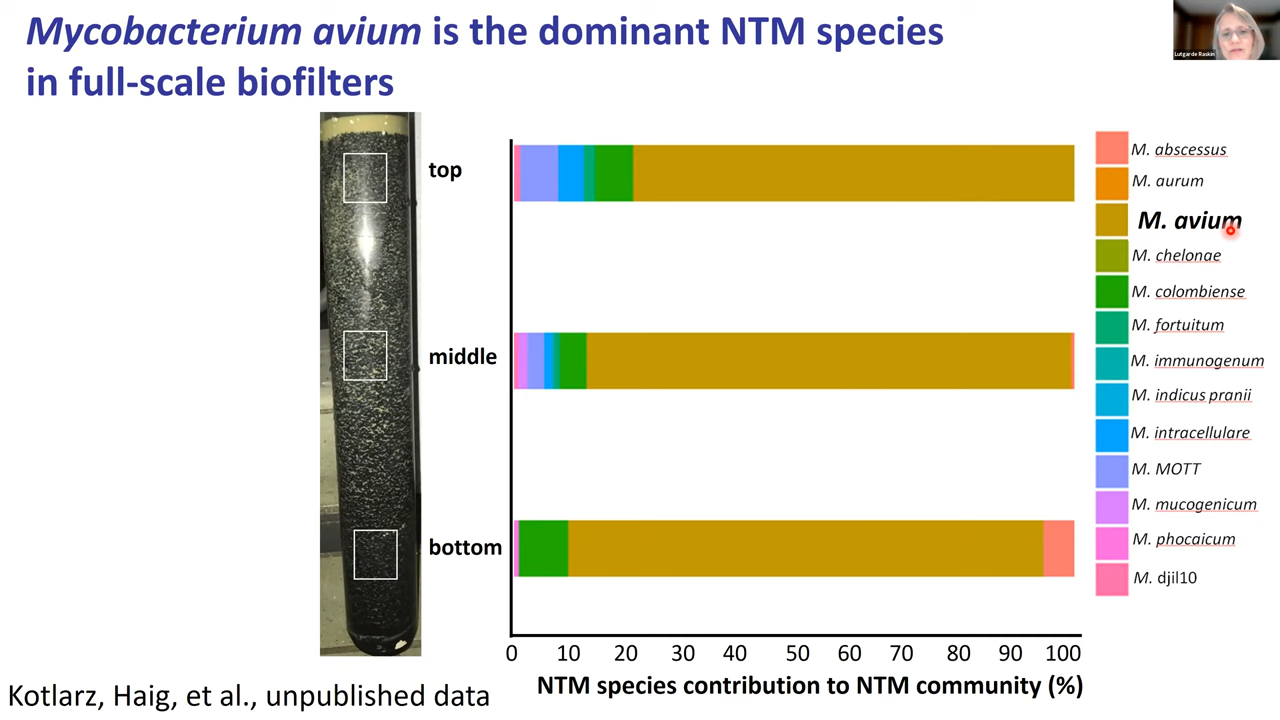 Mycobacterium avium is the dominant NTM species
in full-scale biofilters
Lutgarde Raskin
top
middle
bottom
M. abscessus
M. aurum
M. avium
M. chelonae
M. colombiense
M. fortuitum
M. immunogenum
M. indicus pranii
M. intracellulare
M. MOTT
M. mucogenicum
M. phocaicum
M. djil10
0 10 20 30 40 50 60 70 80 90 100
NTM species contribution to NTM community (%)
Kotlarz, Haig, et al., unpublished data